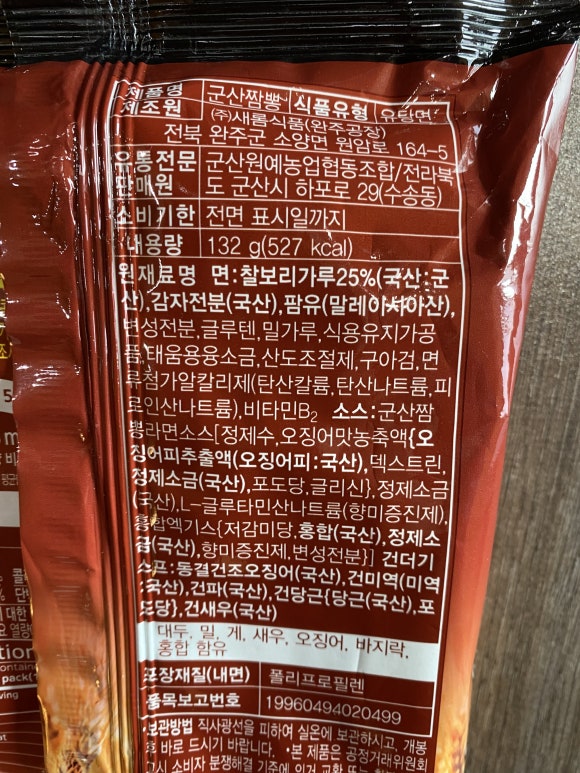 제품명 군산짬뽕 식품유형 유탕면
제조원 ㈜새롬식품(완주공장)
전북 완주군 소양면 원암로 164-5
유통전문 군산원예농업협동조합/전라북
판매원 도 군산시 하포로 29(수송동)
소비기한 전면 표시일까지
내용량 132 g(527 kcal)
원재료명 면:찰보리가루25%(국산:군
산),감자전분(국산),팜유(말레이시아산),
변성전분,글루텐,밀가루,식용유지가공
품,태움용융소금,산도조절제,구아검,면
류첨가알칼리제(탄산칼륨,탄산나트륨,피
로인산나트륨),비타민B₂ 소스:군산짬
뽕라면소스[정제수,오징어맛농축액{오
징어피추출액(오징어피:국산),덱스트린,
정제소금(국산),포도당,글리신},정제소금
(국산),L-글루타민산나트륨(향미증진제),
홍합엑기스{저감미당,홍합(국산),정제소
금(국산),향미증진제,변성전분}] 건더기
스프:동결건조오징어(국산),건미역(미역
:국산),건파(국산),건당근{당근(국산),포
도당},건새우(국산)
대두, 밀, 게, 새우, 오징어, 바지락,
홍합 함유
포장재질(내면) 폴리프로필렌
품목보고번호 19960494020499
보관방법 직사광선을 피하여 실온에 보관하시고, 개봉
후 바로 드시기 바랍니다. •본 제품은 공정거래위원회
고시 소비자 분쟁해결 기준에 의거 교환 또는